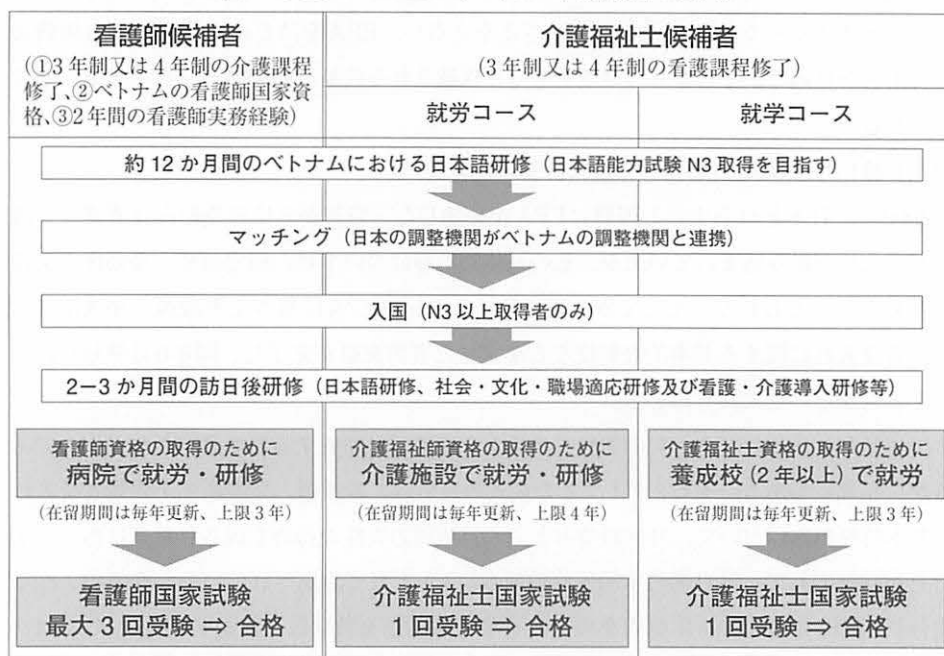 看護師候補者
(①3年制又は4年制の介護課程
修了、②ベトナムの看護師国家資
格、③2年間の看護師実務経験)
介護福祉士候補者
(3年制又は4年制の看護課程修了)
就労コース
就学コース
約12か月間のベトナムにおける日本語研修(日本語能力試験N3取得を目指す)
マッチング(日本の調整機関がベトナムの調整機関と連携)
入国(N3以上取得者のみ)
2-3か月間の訪日後研修(日本語研修、社会・文化・職場適応研修及び看護・介護導入研修等)
看護師資格の取得のために
病院で就労・研修
(在留期間は毎年更新、上限3年)
介護福祉師資格の取得のために
介護施設で就労・研修
(在留期間は毎年更新、上限4年)
介護福祉士資格の取得のために
養成校(2年以上)で就労
(在留期間は毎年更新、上限3年)
看護師国家試験
最大3回受験⇒合格
介護福祉士国家試験
1回受験⇒合格
介護福祉士国家試験
1回受験⇒合格